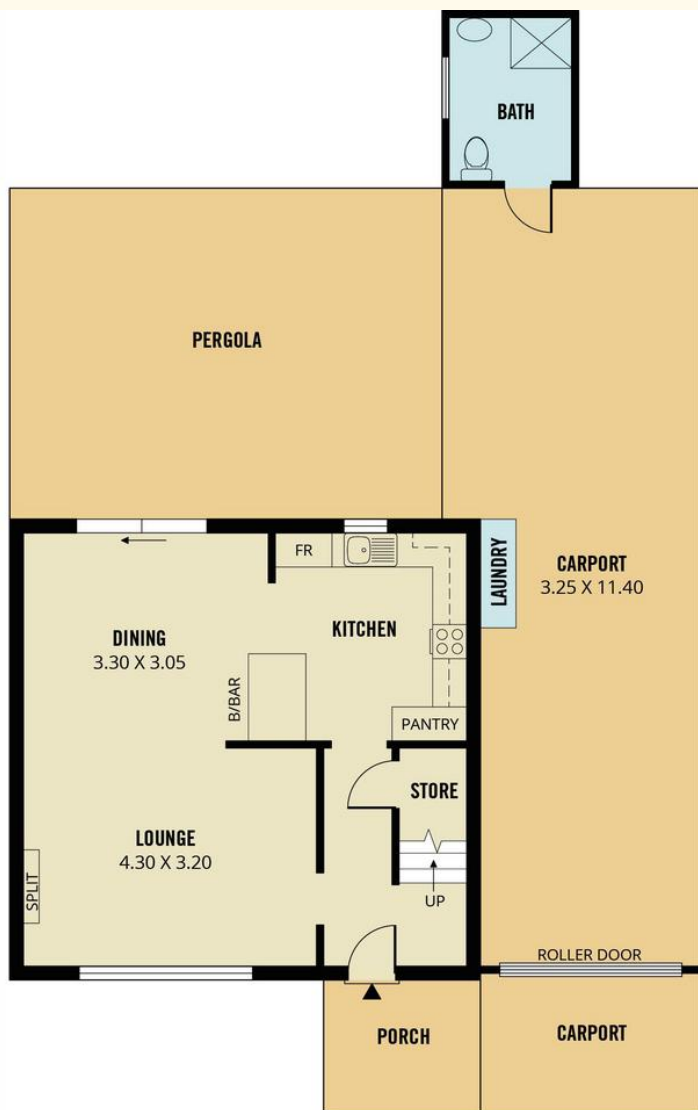 BATH
PERGOLA
FR
LAUNDRY
CARPORT
3.25 X 11.40
KITCHEN
DINING
3.30 X 3.05
B/BAR
PANTRY
STORE
LOUNGE
4.30 X 3.20
SPLIT
UP
ROLLER DOOR
PORCH
CARPORT